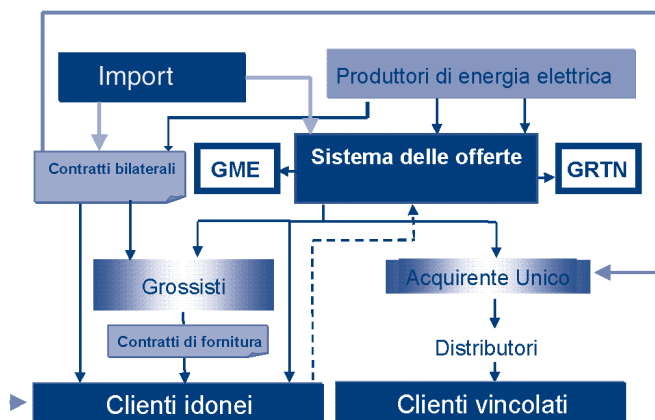 Import
Produttori di energia elettrica
Contratti bilaterali
GME
Sistema delle offerte
GRTN
Grossisti
Acquirente Unico
Contratti di fornitura
Distributori
Clienti idonei
Clienti vincolati